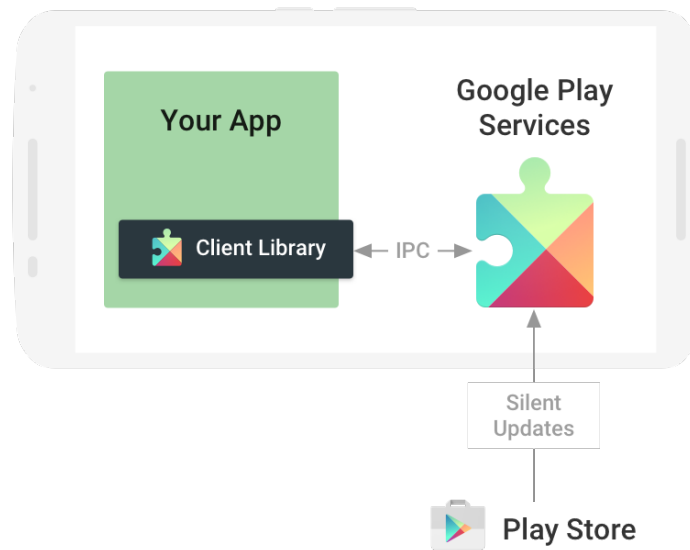 Your App
Google Play
Services
Client Library
IPC
Silent
Updates
Play Store